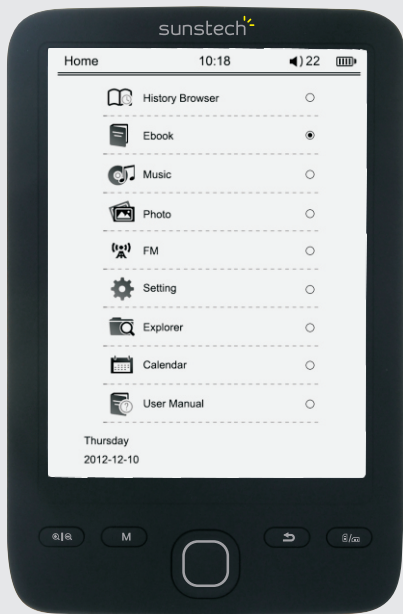 sunstech
Home 10:18 22
History Browser
Ebook
Music
Photo
FM
Setting
Explorer
Calendar
User Manual
Thursday
2012-12-10
M